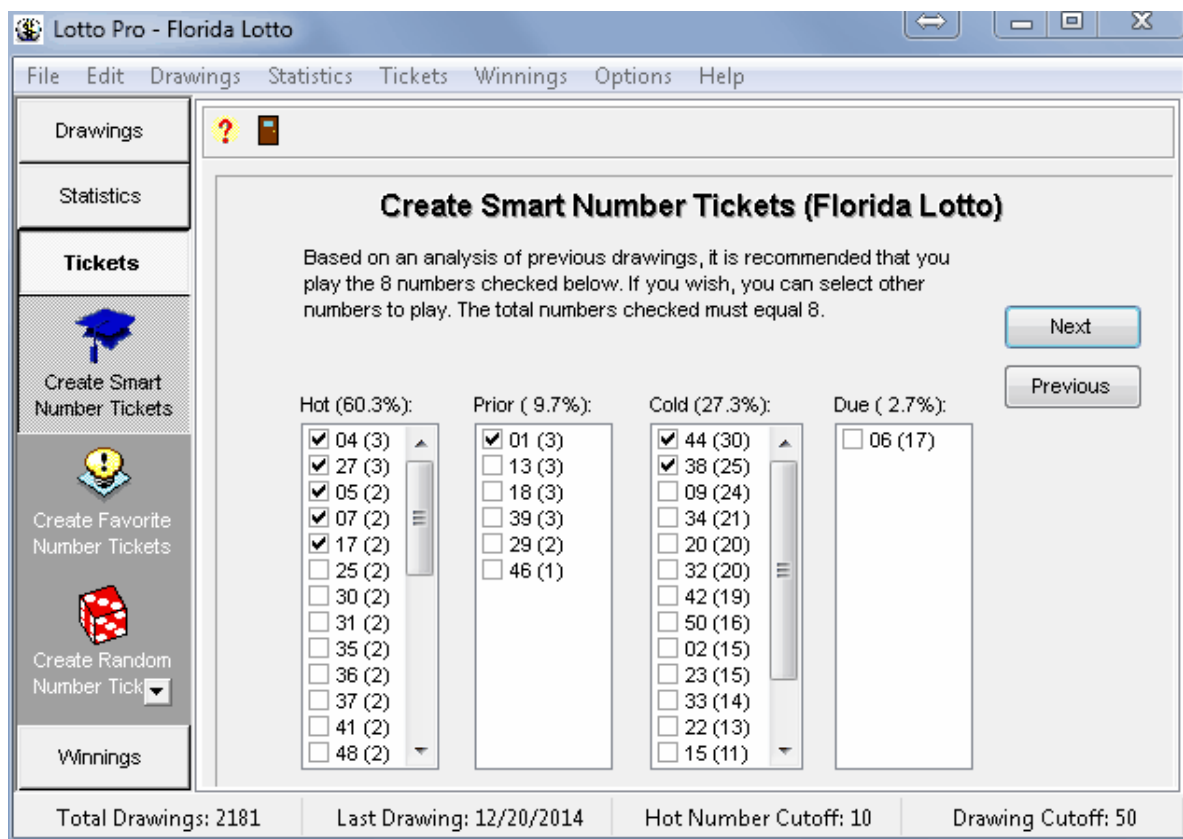 Lotto Pro - Florida Lotto
File Edit Drawings Statistics Tickets Winnings Options Help
Drawings
Statistics
Tickets
Create Smart
Number Tickets
Create Favorite
Number Tickets
Create Random
Number Tick
Winnings
?
Create Smart Number Tickets (Florida Lotto)
Based on an analysis of previous drawings, it is recommended that you
play the 8 numbers checked below. If you wish, you can select other
numbers to play. The total numbers checked must equal 8.
Next
Previous
Hot (60.3%):
04 (3)
27 (3)
05 (2)
07 (2)
17 (2)
25 (2)
30 (2)
31 (2)
35 (2)
36 (2)
37 (2)
41 (2)
48 (2)
Prior ( 9.7%):
01 (3)
13 (3)
18 (3)
39 (3)
29 (2)
46 (1)
Cold (27.3%):
44 (30)
38 (25)
09 (24)
34 (21)
20 (20)
32 (20)
42 (19)
50 (16)
02 (15)
23 (15)
33 (14)
22 (13)
15 (11)
Due ( 2.7%):
06 (17)
Total Drawings: 2181
Last Drawing: 12/20/2014
Hot Number Cutoff: 10
Drawing Cutoff: 50